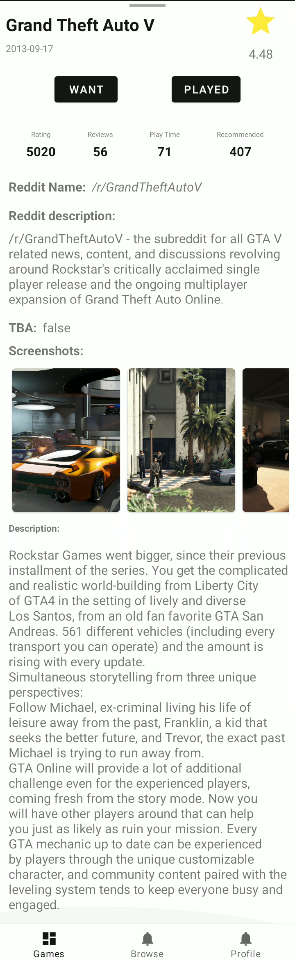 Grand Theft Auto V
2013-09-17
4.48
WANT
PLAYED
Rating
Reviews
Play Time
Recommended
5020
56
71
407
Reddit Name: /r/GrandTheftAutoV
Reddit description:
/r/GrandTheftAutoV - the subreddit for all GTA V
related news, content, and discussions revolving
around Rockstar's critically acclaimed single
player release and the ongoing multiplayer
expansion of Grand Theft Auto Online.
TBA: false
Screenshots:
Description:
Rockstar Games went bigger, since their previous
installment of the series. You get the complicated
and realistic world-building from Liberty City
of GTA4 in the setting of lively and diverse
Los Santos, from an old fan favorite GTA San
Andreas. 561 different vehicles (including every
transport you can operate) and the amount is
rising with every update.
Simultaneous storytelling from three unique
perspectives:
Follow Michael, ex-criminal living his life of
leisure away from the past, Franklin, a kid that
seeks the better future, and Trevor, the exact past
Michael is trying to run away from.
GTA Online will provide a lot of additional
challenge even for the experienced players,
coming fresh from the story mode. Now you
will have other players around that can help
you just as likely as ruin your mission. Every
GTA mechanic up to date can be experienced
by players through the unique customizable
character, and community content paired with the
leveling system tends to keep everyone busy and
engaged.
Games
Browse
Profile